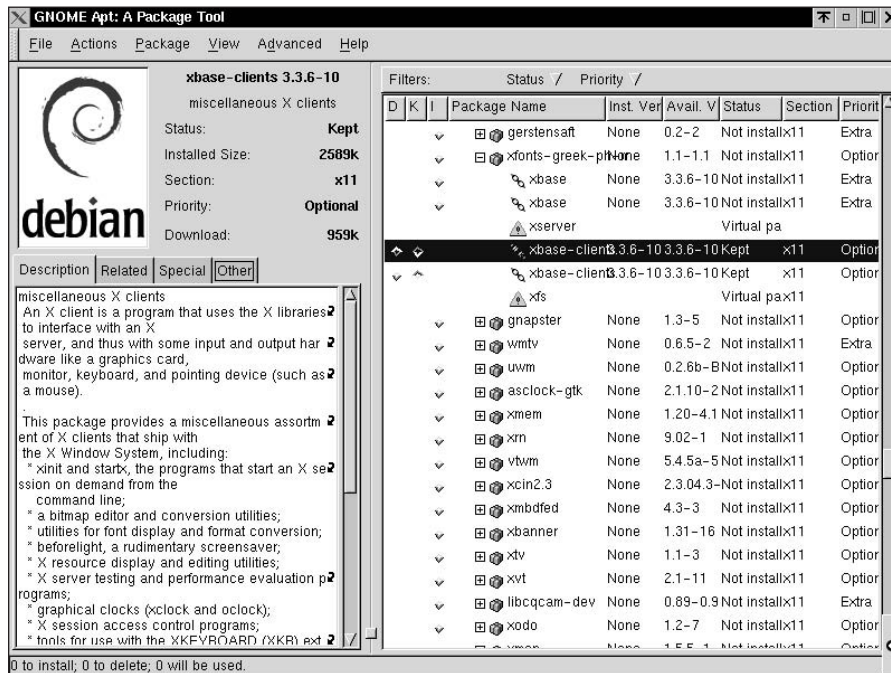 GNOME Apt: A Package Tool
File Actions Package View Advanced Help
debian
xbase-clients 3.3.6-10
miscellaneous X clients
Status: Kept
Installed Size: 2589k
Section: x11
Priority: Optional
Download: 959k
Description Related Special Other
miscellaneous X clients
An X client is a program that uses the X libraries
to interface with an X
server, and thus with some input and output har
dware like a graphics card,
monitor, keyboard, and pointing device (such as
a mouse).
.
This package provides a miscellaneous assortm
ent of X clients that ship with
the X Window System, including:
* xinit and startx, the programs that start an X se
ssion on demand from the
command line;
* a bitmap editor and conversion utilities;
* utilities for font display and format conversion;
* beforelight, a rudimentary screensaver;
* X resource display and editing utilities;
* X server testing and performance evaluation p
rograms;
* graphical clocks (xclock and oclock);
* X session access control programs;
* tools for use with the XKEYBOARD (XKB) ext
Filters: Status Priority
D K I Package Name Inst. Ver Avail. V Status Section Priorit
gerstensaft None 0.2-2 Not install x11 Extra
xfonts-greek-ph None 1.1-1.1 Not install x11 Option
xbase None 3.3.6-10 Not install x11 Extra
xbase None 3.3.6-10 Not install x11 Extra
xserver Virtual pa
xbase-client 3.3.6-10 3.3.6-10 Kept x11 Option
xbase-client 3.3.6-10 3.3.6-10 Kept x11 Option
xfs Virtual pa x11
gnapster None 1.3-5 Not install x11 Option
wmtv None 0.6.5-2 Not install x11 Extra
uwm None 0.2.6b-B Not install x11 Option
asclock-gtk None 2.1.10-2 Not install x11 Option
xmem None 1.20-4.1 Not install x11 Option
xrn None 9.02-1 Not install x11 Option
vtwm None 5.4.5a-5 Not install x11 Option
xcin2.3 None 2.3.04.3- Not install x11 Option
xmbdfed None 4.3-3 Not install x11 Option
xbanner None 1.31-16 Not install x11 Option
xtv None 1.1-3 Not install x11 Option
xvt None 2.1-11 Not install x11 Option
libcqcam-dev None 0.89-0.9 Not install x11 Extra
xodo None 1.2-7 Not install x11 Option
0 to install; 0 to delete; 0 will be used.